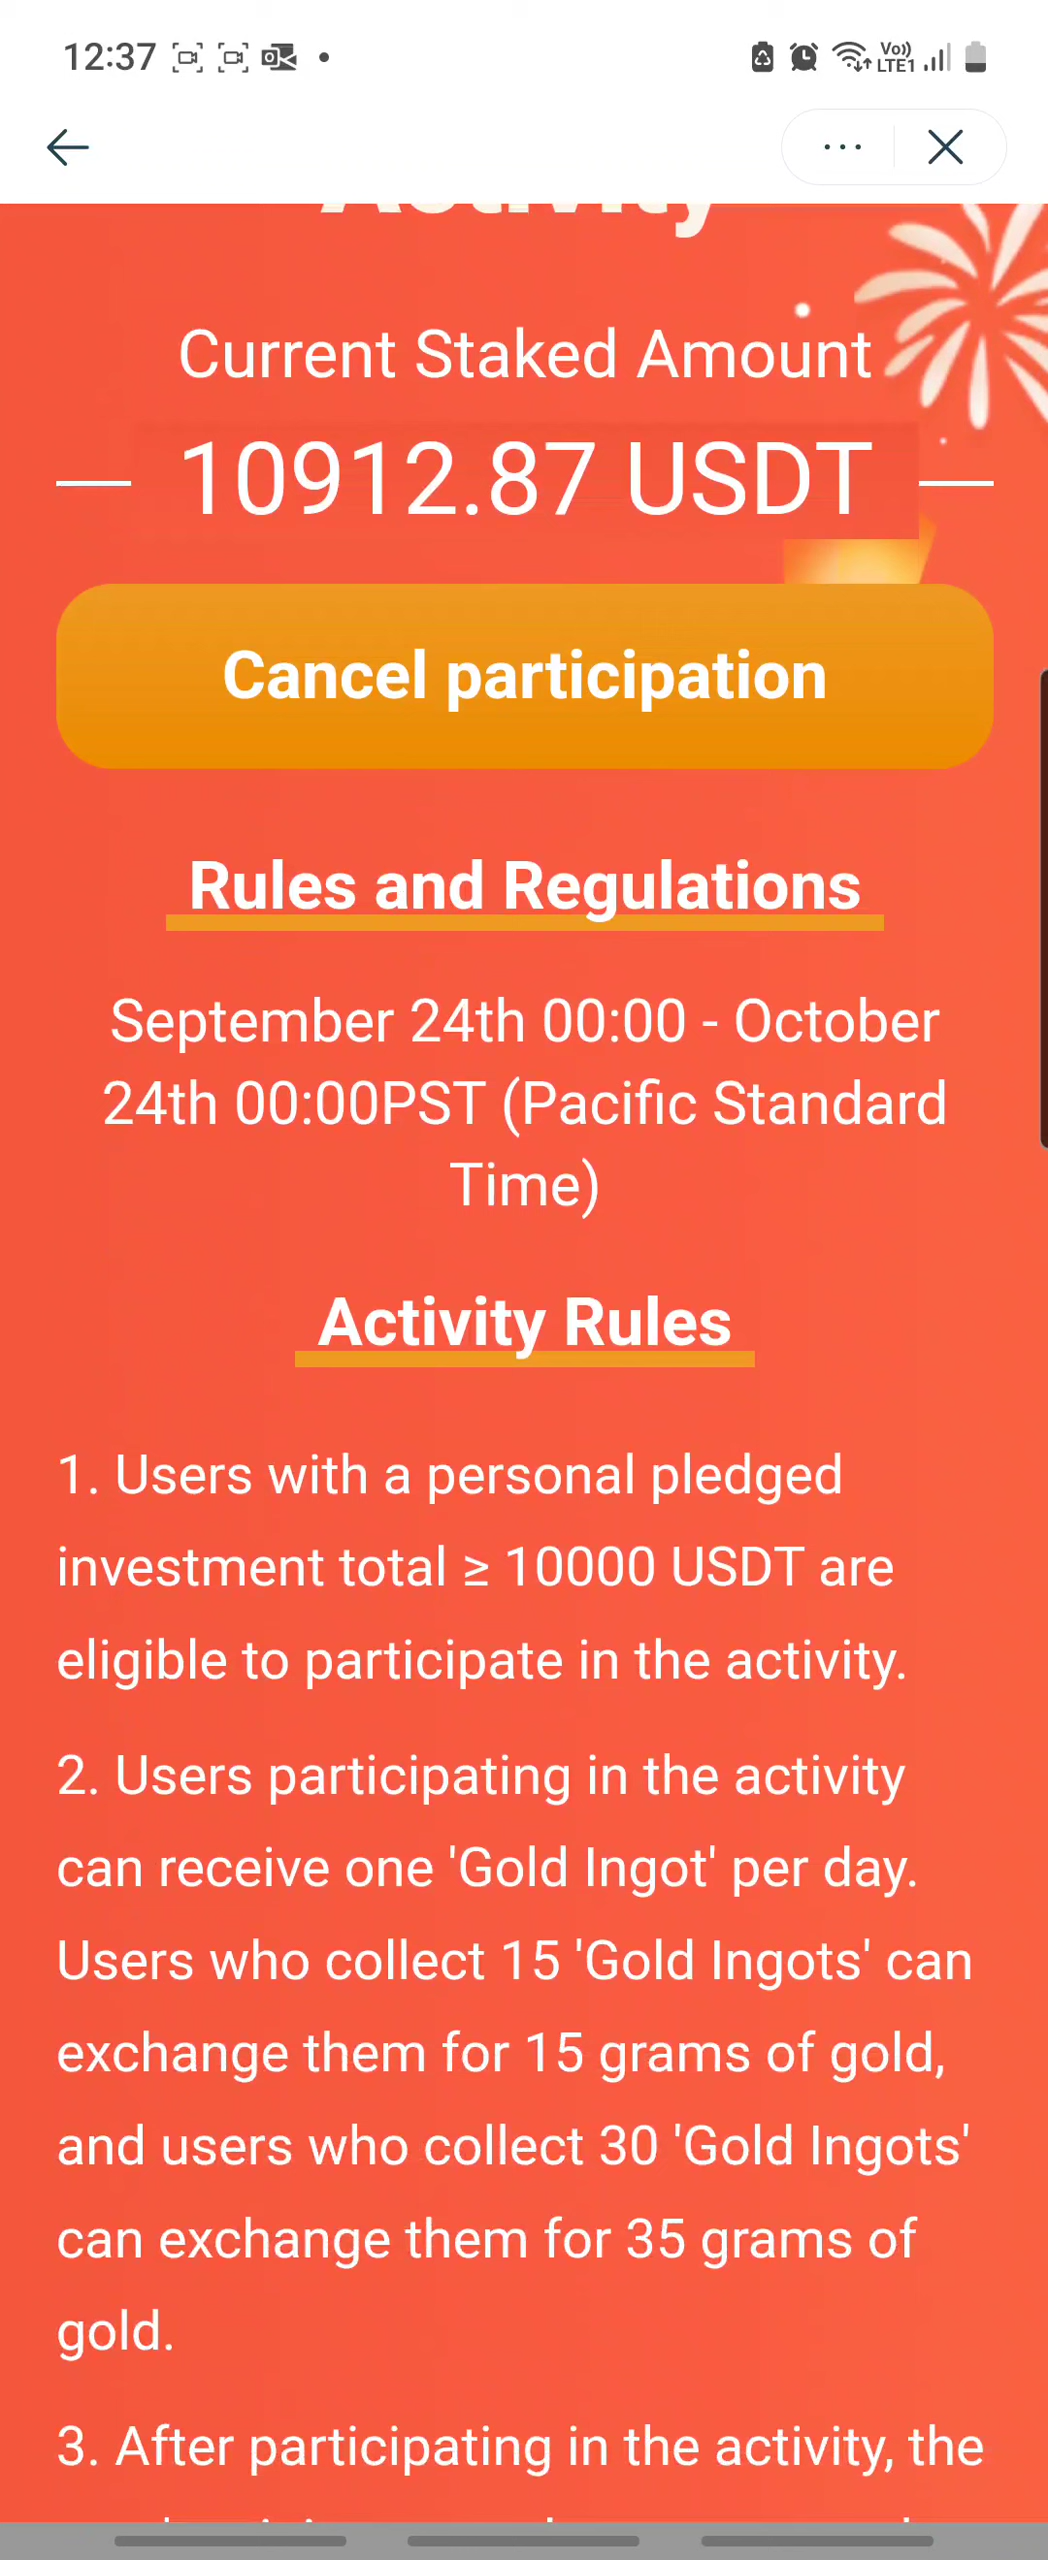 12:37
Vo))
LTE1
Activity
Current Staked Amount
10912.87 USDT
Cancel participation
Rules and Regulations
September 24th 00:00 - October
24th 00:00PST (Pacific Standard
Time)
Activity Rules
1. Users with a personal pledged
investment total ≥ 10000 USDT are
eligible to participate in the activity.
2. Users participating in the activity
can receive one 'Gold Ingot' per day.
Users who collect 15 'Gold Ingots' can
exchange them for 15 grams of gold,
and users who collect 30 'Gold Ingots'
can exchange them for 35 grams of
gold.
3. After participating in the activity, the